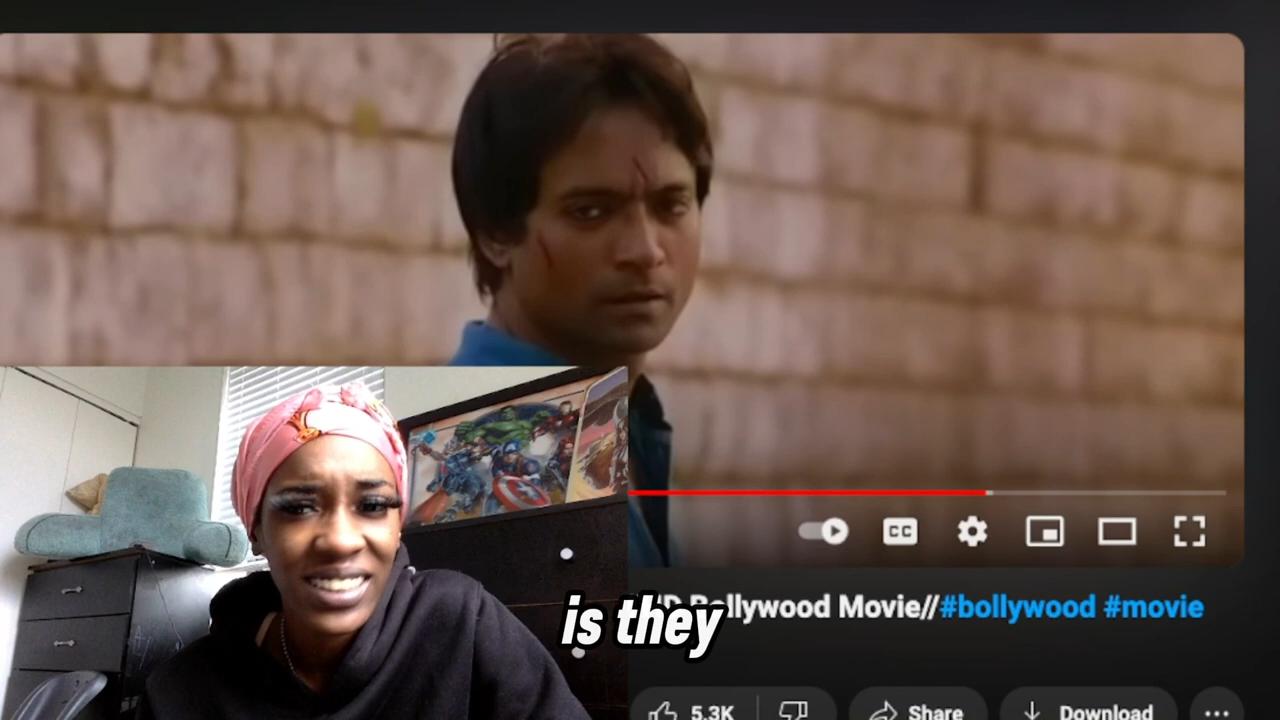 CC
Bollywood Movie//#bollywood #movie
is they
5.3K
Share
Download